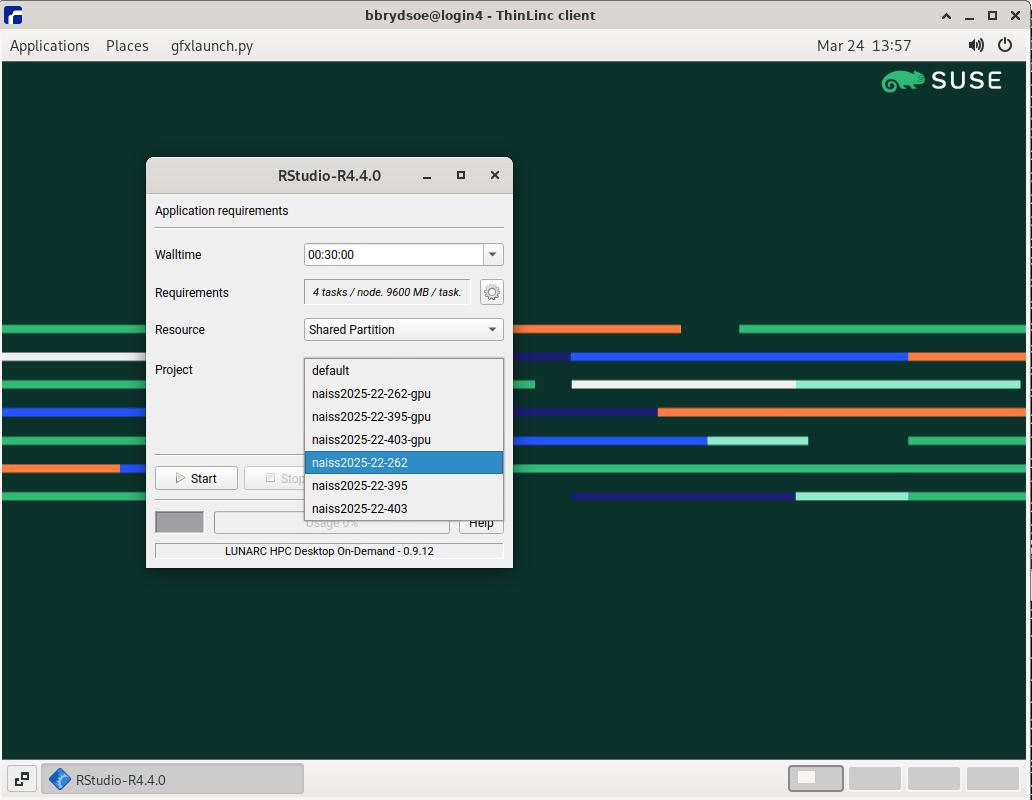 bbrydsoe@login4 - ThinLinc client
Applications Places gfxlaunch.py Mar 24 13:57
SUSE
RStudio-R4.4.0
Application requirements
Walltime 00:30:00
Requirements 4 tasks / node. 9600 MB / task.
Resource Shared Partition
Project default
naiss2025-22-262-gpu
naiss2025-22-395-gpu
naiss2025-22-403-gpu
naiss2025-22-262
Start Stop
naiss2025-22-395
naiss2025-22-403
Usage 0% Help
LUNARC HPC Desktop On-Demand - 0.9.12
RStudio-R4.4.0